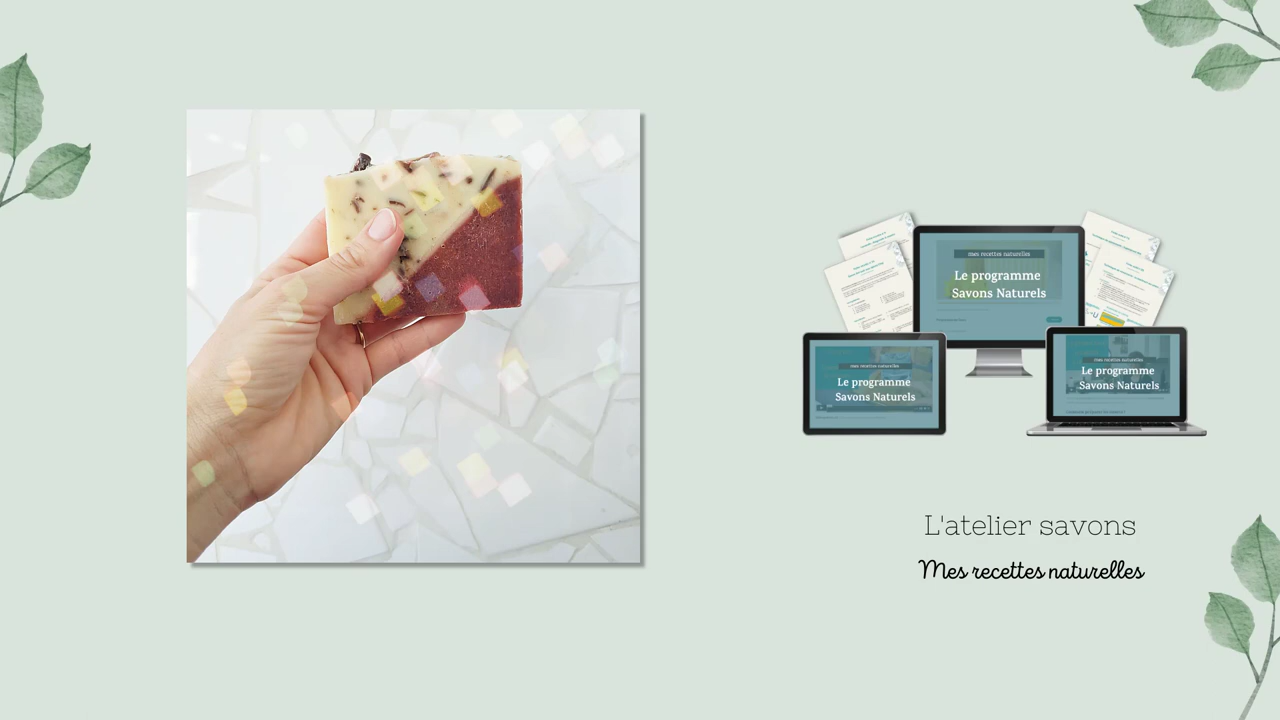 mes recettes naturelles
Le programme
Savons Naturels
mes recettes naturelles
Le programme
Savons Naturels
mes recettes naturelles
Le programme
Savons Naturels
L'atelier savons
Mes recettes naturelles